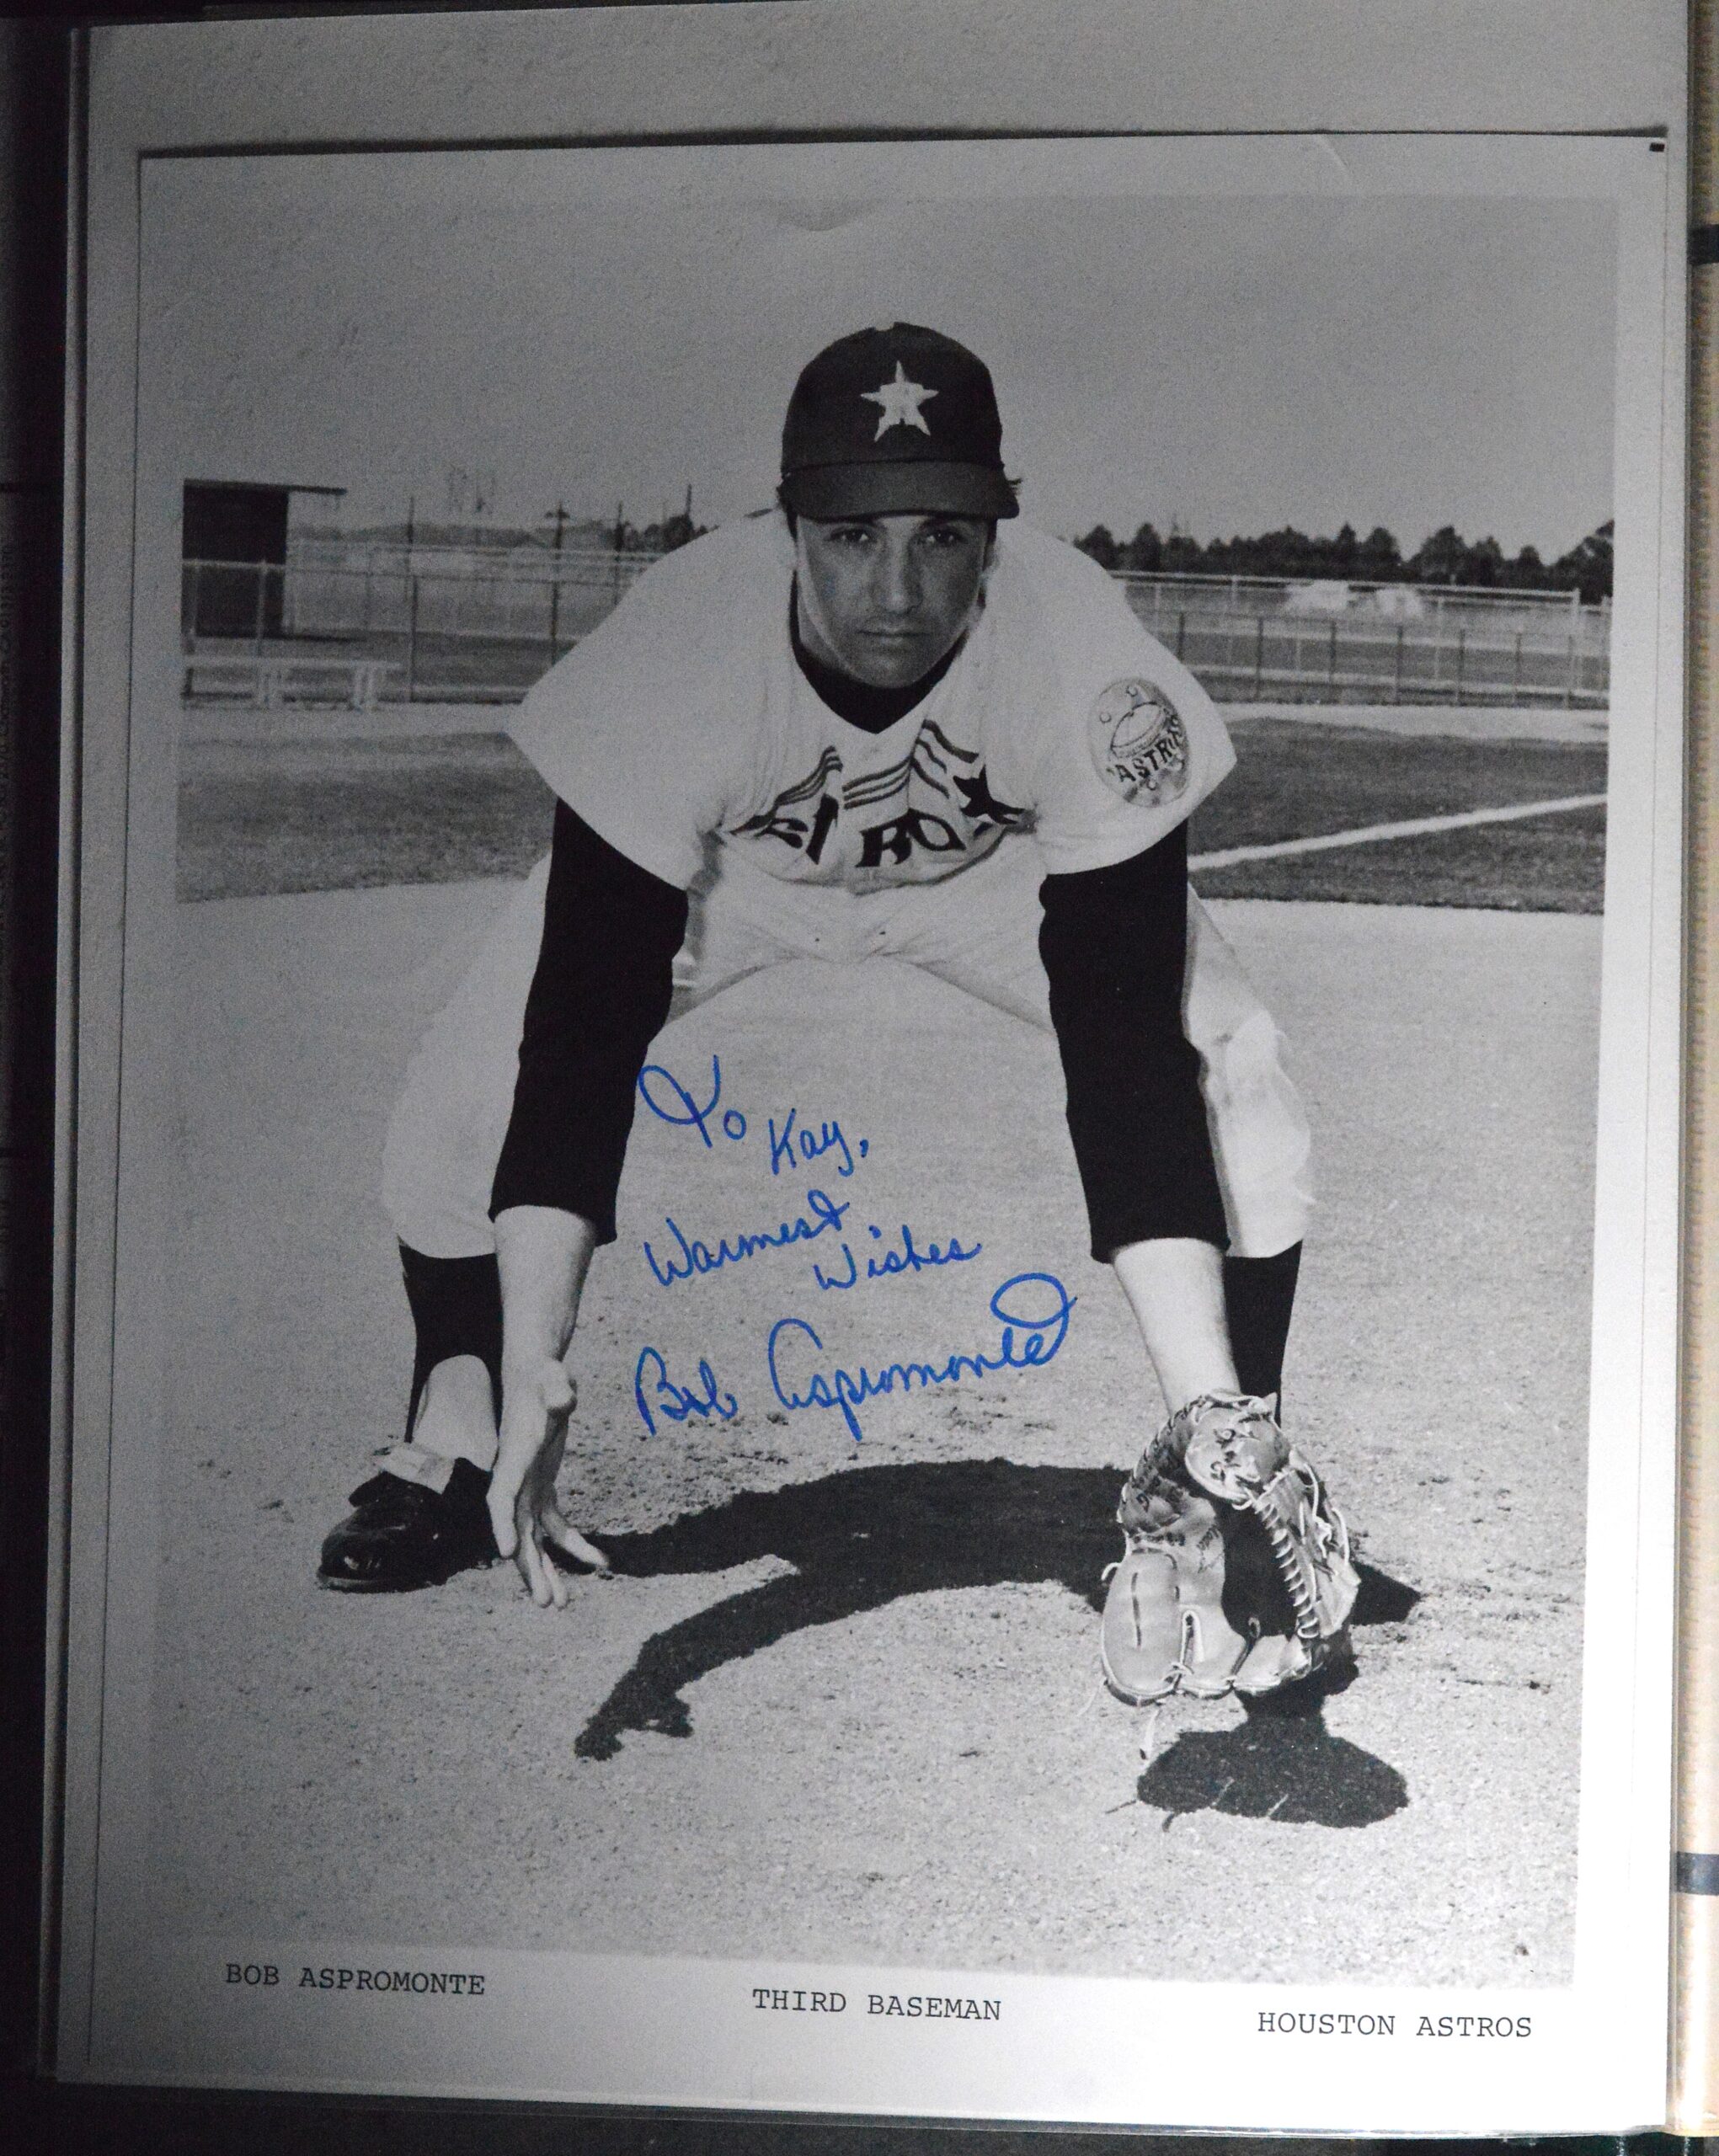 ASTROS
To Kay,
Warmest
Wishes
Bob Aspromonte
BOB ASPROMONTE THIRD BASEMAN HOUSTON ASTROS